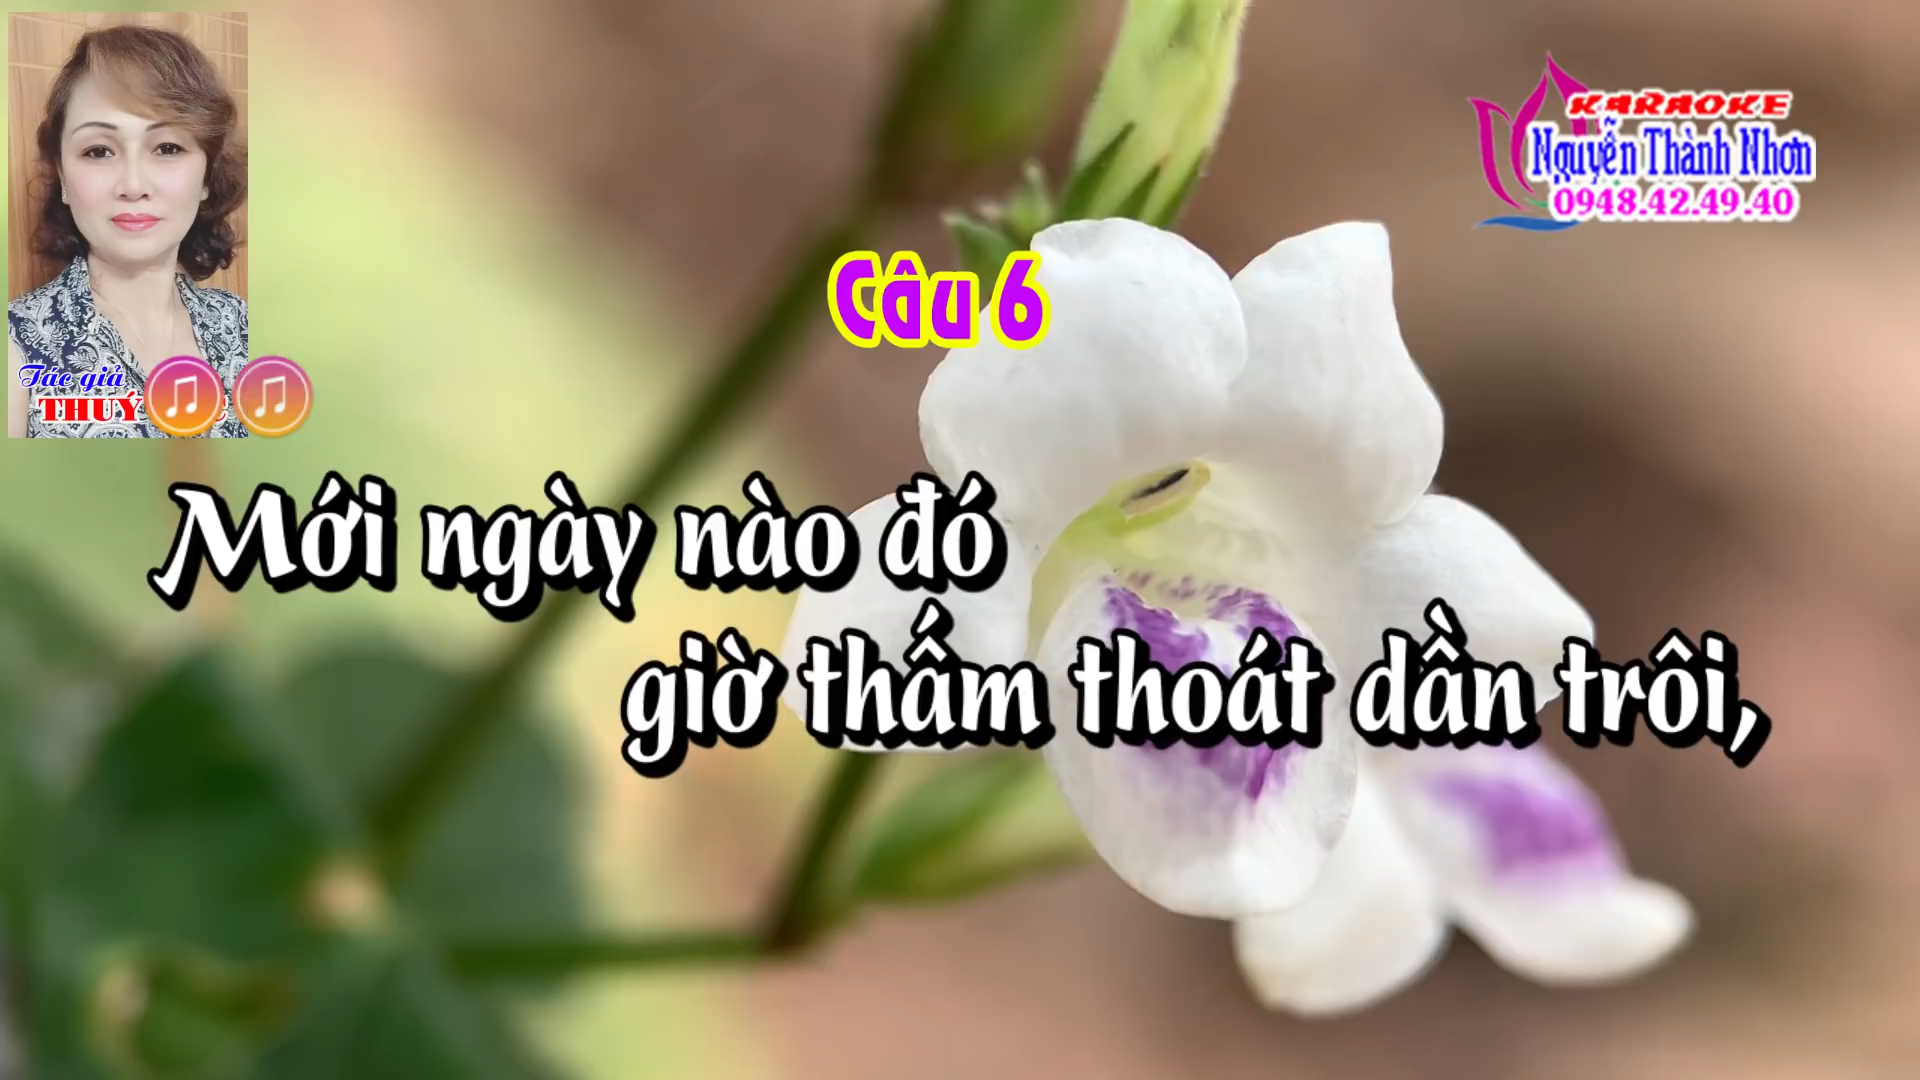 KARAOKE
Nguyễn Thành Nhơn
0948.42.49.40
Câu 6
Tác giả
THUÝ
Mới ngày nào đó
giờ thấm thoát dần trôi,